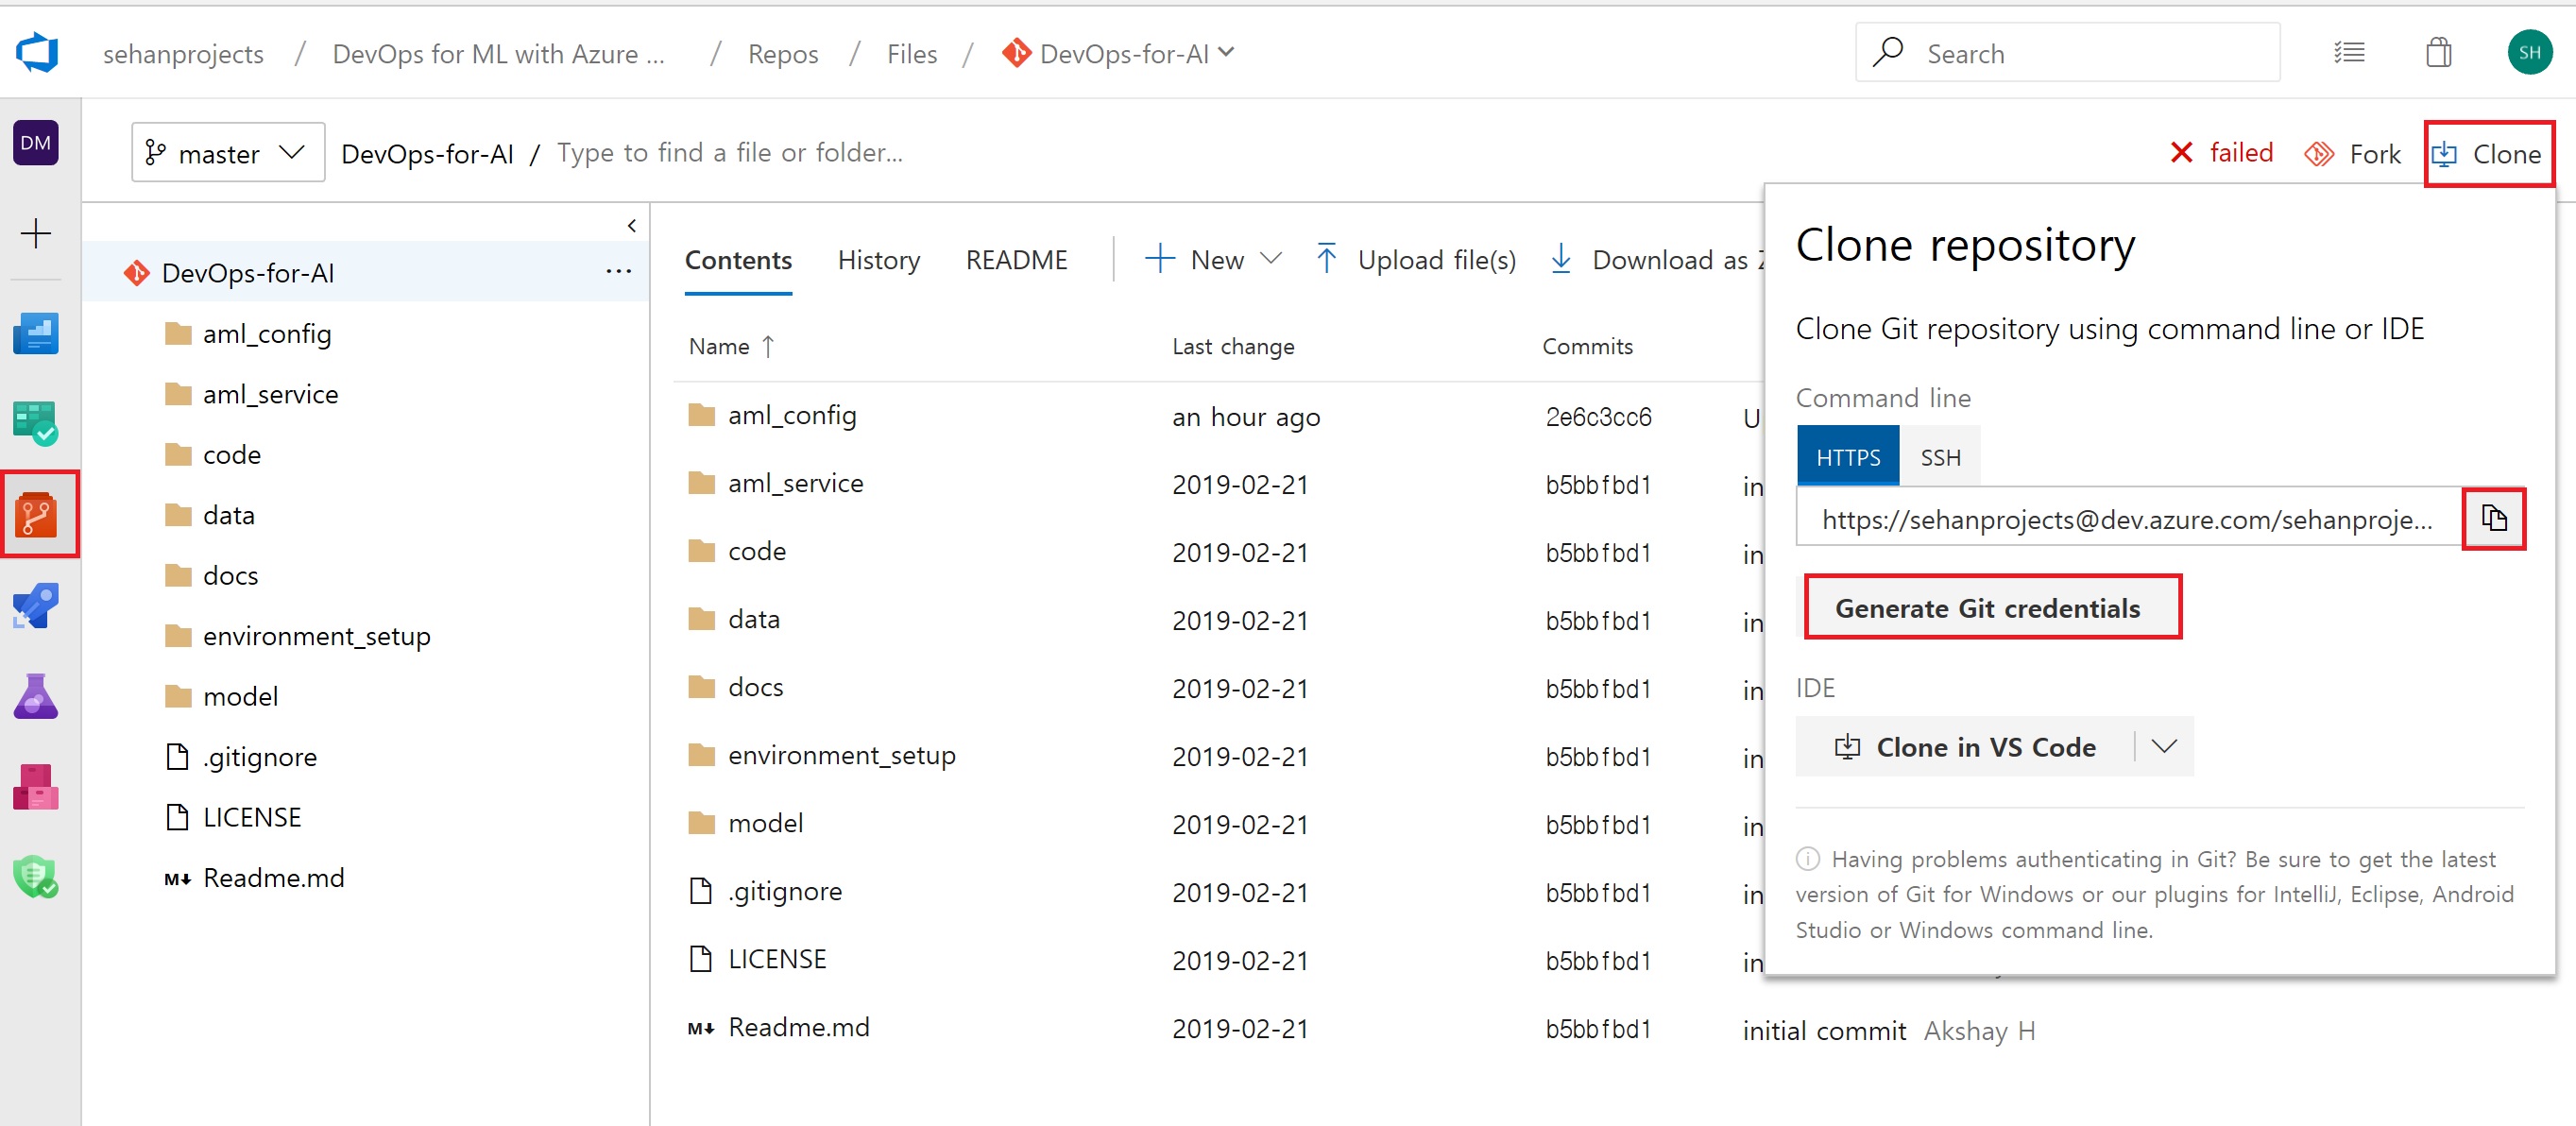 sehanprojects / DevOps for ML with Azure ... / Repos / Files / DevOps-for-AI
Search
SH
DM
master
DevOps-for-AI / Type to find a file or folder...
failed
Fork
Clone
DevOps-for-AI ...
aml_config
aml_service
code
data
docs
environment_setup
model
.gitignore
LICENSE
M↓ Readme.md
Contents History README + New Upload file(s) Download as
Name ↑ Last change Commits
aml_config an hour ago 2e6c3cc6 U
aml_service 2019-02-21 b5bbfbd1 in
code 2019-02-21 b5bbfbd1 in
data 2019-02-21 b5bbfbd1 in
docs 2019-02-21 b5bbfbd1 in
environment_setup 2019-02-21 b5bbfbd1 in
model 2019-02-21 b5bbfbd1 in
.gitignore 2019-02-21 b5bbfbd1 in
LICENSE 2019-02-21 b5bbfbd1 in
M↓ Readme.md 2019-02-21 b5bbfbd1 initial commit Akshay H
Clone repository
Clone Git repository using command line or IDE
Command line
HTTPS SSH
https://sehanprojects@dev.azure.com/sehanproje...
Generate Git credentials
IDE
Clone in VS Code
Having problems authenticating in Git? Be sure to get the latest
version of Git for Windows or our plugins for IntelliJ, Eclipse, Android
Studio or Windows command line.